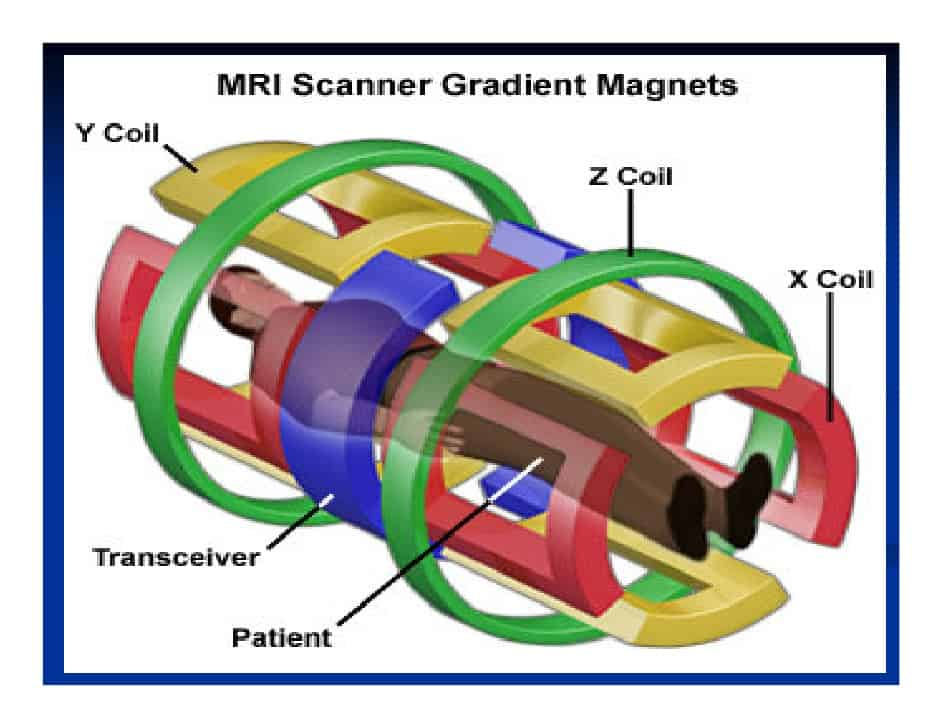 MRI Scanner Gradient Magnets
Y Coil
Z Coil
X Coil
Transceiver
Patient